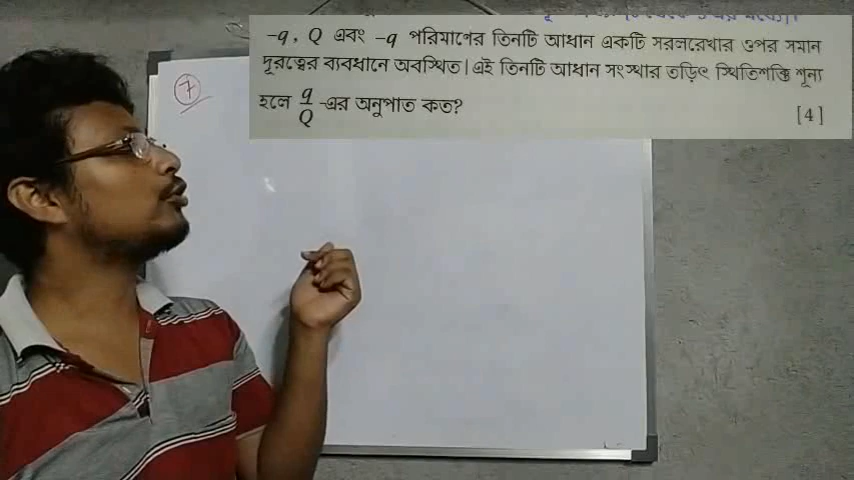 -q, Q এবং -q পরিমাণের তিনটি আধান একটি সরলরেখার ওপর সমান
দূরত্বের ব্যবধানে অবস্থিত। এই তিনটি আধান সংস্থার তড়িৎ স্থিতিশক্তি শূন্য
হলে q/Q -এর অনুপাত কত? [4]
7